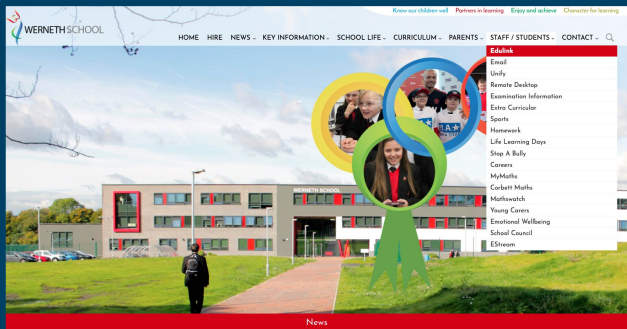 Know our children well Partners in learning Enjoy and achieve Character for learning
WERNETH SCHOOL
HOME HIRE NEWS KEY INFORMATION SCHOOL LIFE CURRICULUM PARENTS STAFF / STUDENTS CONTACT
Edulink
Email
Unify
Remote Desktop
Examination Information
Extra Curricular
Sports
Homework
Life Learning Days
Stop A Bully
Careers
MyMaths
Corbett Maths
Mathswatch
Young Carers
Emotional Wellbeing
School Council
EStream
WERNETH SCHOOL
News